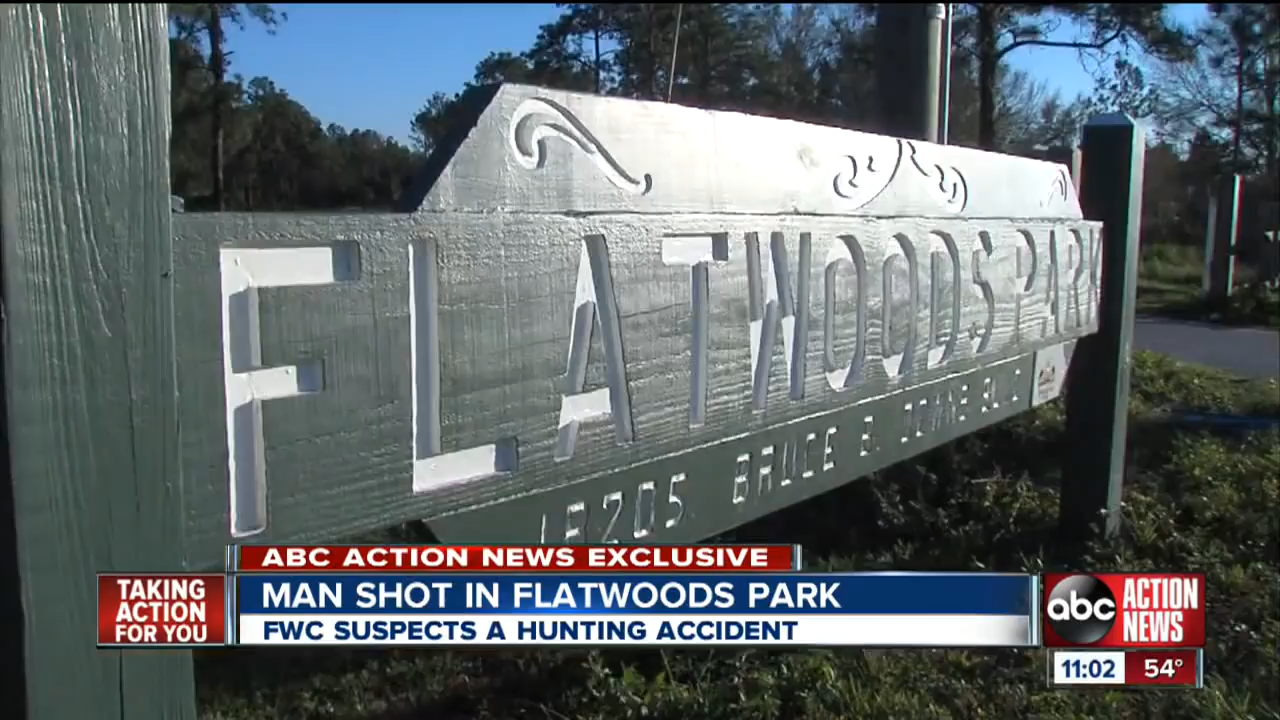 FLATWOODS PARK
18205 BRUCE B. DOWNS BLVD
ABC ACTION NEWS EXCLUSIVE
TAKING
ACTION
FOR YOU
MAN SHOT IN FLATWOODS PARK
FWC SUSPECTS A HUNTING ACCIDENT
abc ACTION
NEWS
11:02 54°